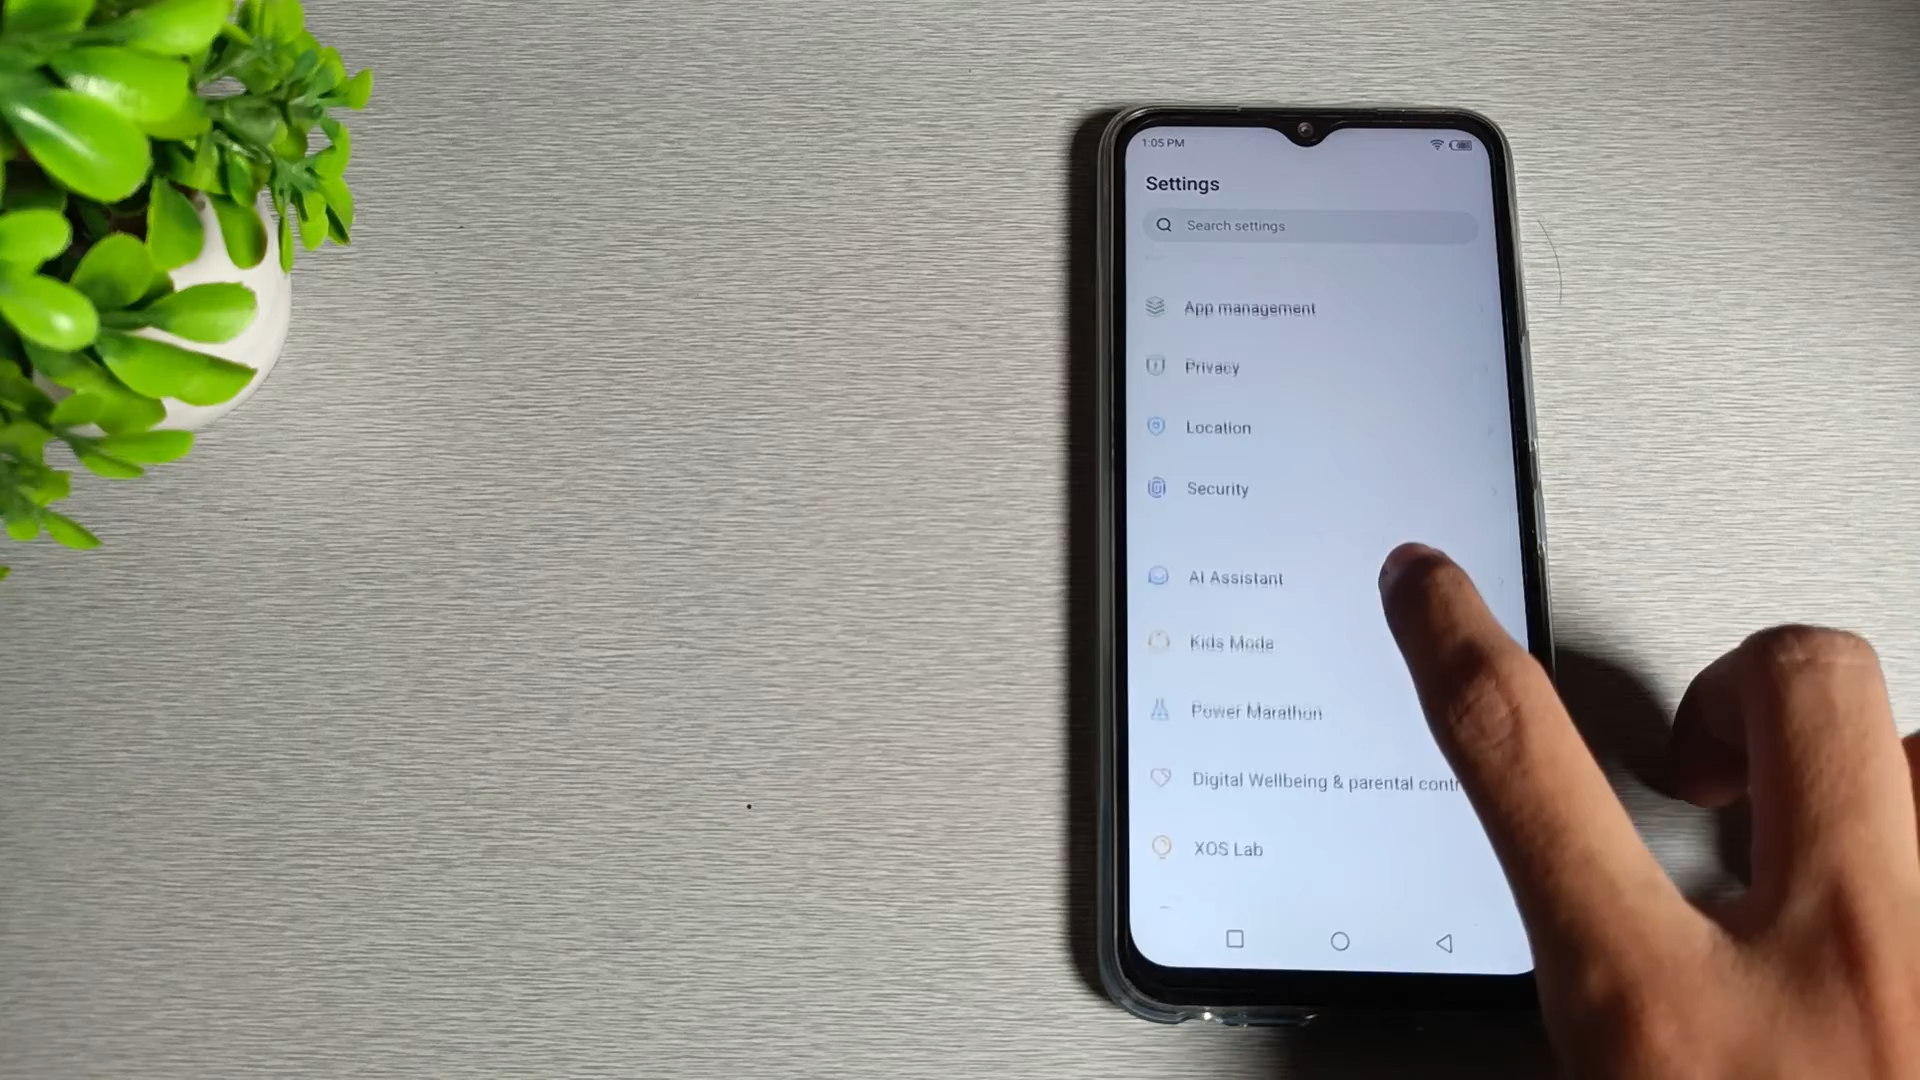 1:05 PM
Settings
Search settings
App management
Privacy
Location
Security
AI Assistant
Kids Mode
Power Marathon
Digital Wellbeing & parental contr
XOS Lab